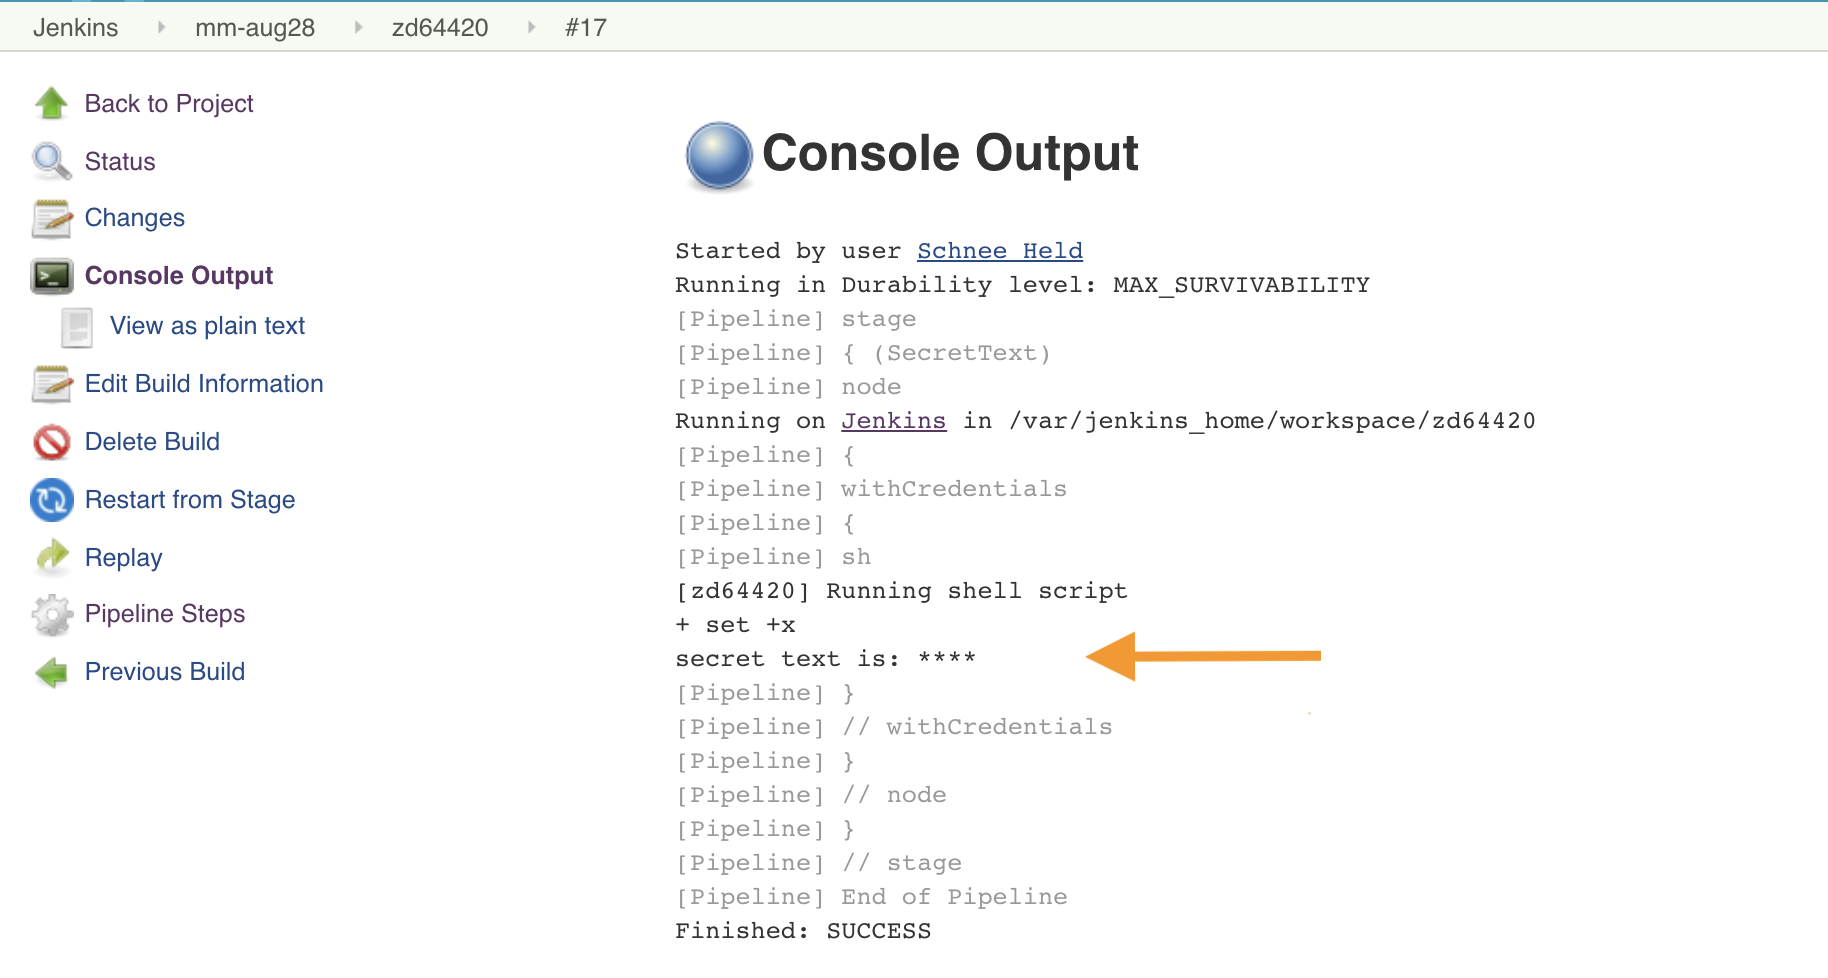 Jenkins mm-aug28 zd64420 #17
Back to Project
Status
Changes
Console Output
View as plain text
Edit Build Information
Delete Build
Restart from Stage
Replay
Pipeline Steps
Previous Build
Console Output
Started by user Schnee Held
Running in Durability level: MAX_SURVIVABILITY
[Pipeline] stage
[Pipeline] { (SecretText)
[Pipeline] node
Running on Jenkins in /var/jenkins_home/workspace/zd64420
[Pipeline] {
[Pipeline] withCredentials
[Pipeline] {
[Pipeline] sh
[zd64420] Running shell script
+ set +x
secret text is: ****
[Pipeline] }
[Pipeline] // withCredentials
[Pipeline] }
[Pipeline] // node
[Pipeline] }
[Pipeline] // stage
[Pipeline] End of Pipeline
Finished: SUCCESS